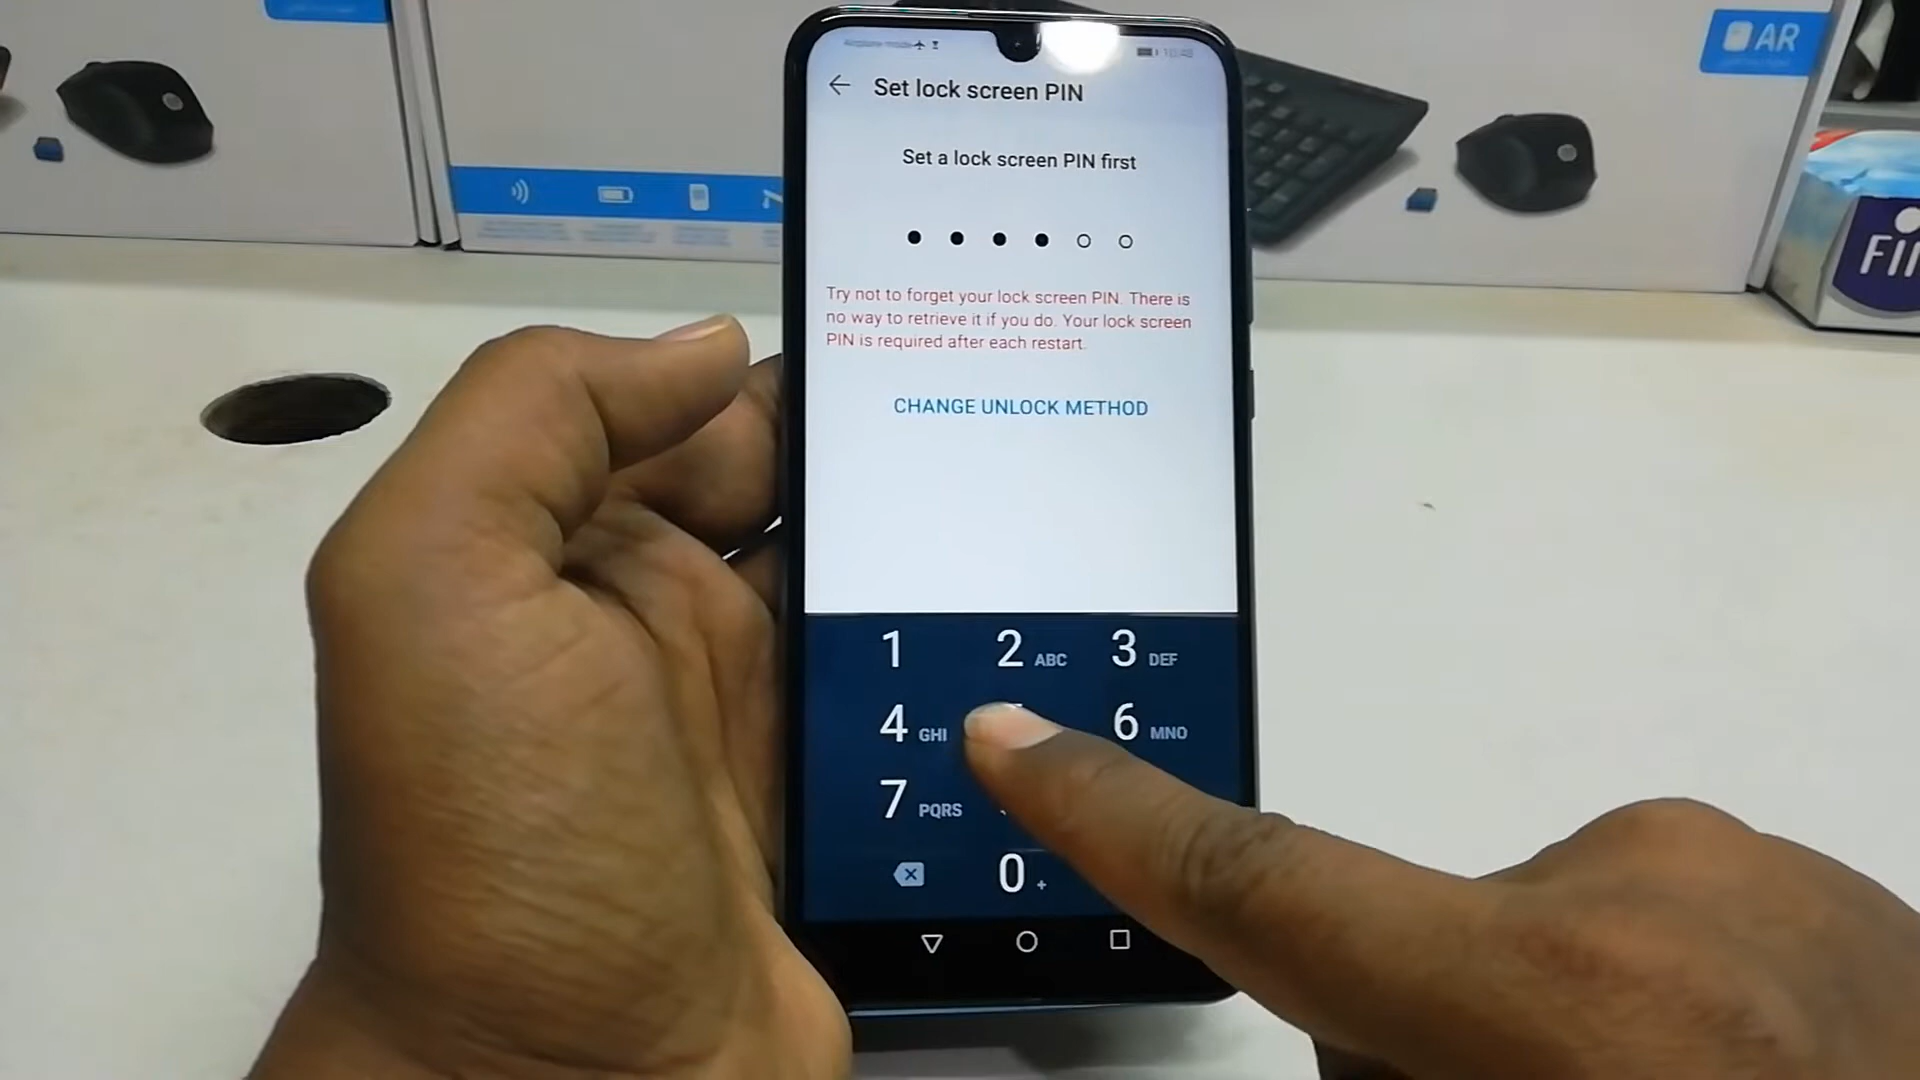 AR
Airplane mode
Set lock screen PIN
Set a lock screen PIN first
Try not to forget your lock screen PIN. There is
no way to retrieve it if you do. Your lock screen
PIN is required after each restart.
CHANGE UNLOCK METHOD
1
2 ABC
3 DEF
4 GHI
6 MNO
7 PQRS
0 +